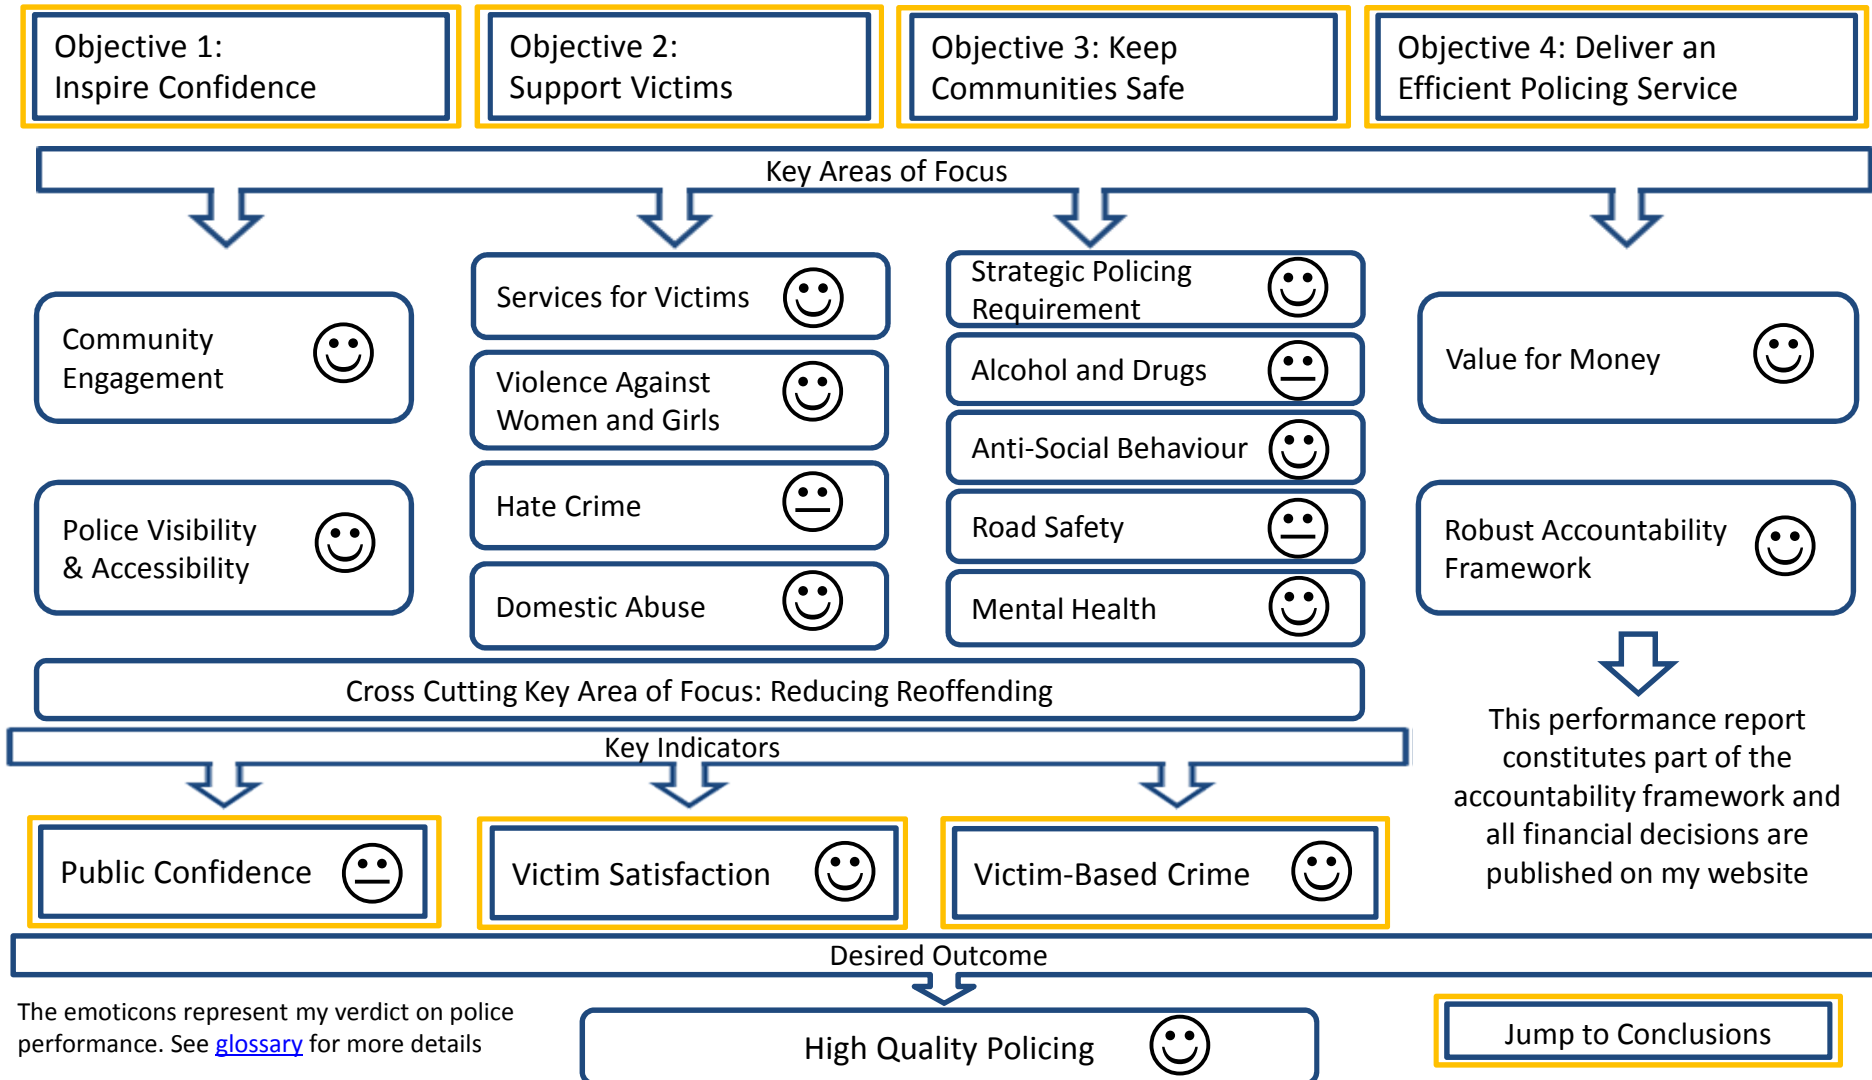 Objective 1:
Inspire Confidence
Objective 2:
Support Victims
Objective 3: Keep
Communities Safe
Objective 4: Deliver an
Efficient Policing Service
Key Areas of Focus
Community
Engagement
Police Visibility
& Accessibility
Services for Victims
Violence Against
Women and Girls
Hate Crime
Domestic Abuse
Strategic Policing
Requirement
Alcohol and Drugs
Anti-Social Behaviour
Road Safety
Mental Health
Value for Money
Robust Accountability
Framework
Cross Cutting Key Area of Focus: Reducing Reoffending
This performance report
constitutes part of the
accountability framework and
all financial decisions are
published on my website
Key Indicators
Public Confidence
Victim Satisfaction
Victim-Based Crime
Desired Outcome
The emoticons represent my verdict on police
performance. See glossary for more details
High Quality Policing
Jump to Conclusions